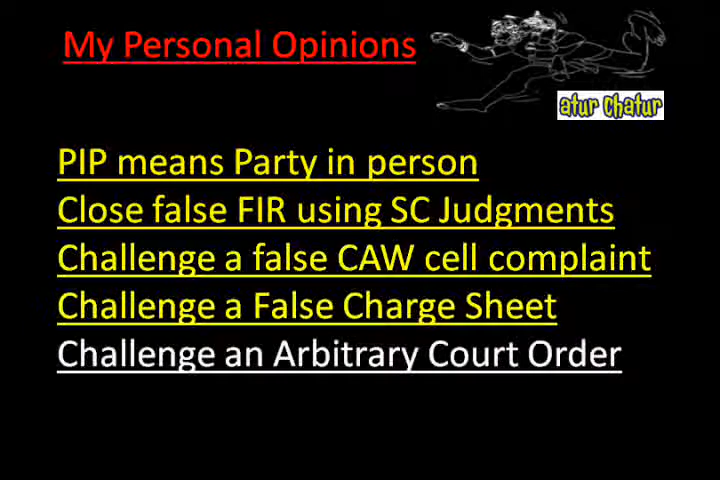 My Personal Opinions
atur chatur
PIP means Party in person
Close false FIR using SC Judgments
Challenge a false CAW cell complaint
Challenge a False Charge Sheet
Challenge an Arbitrary Court Order